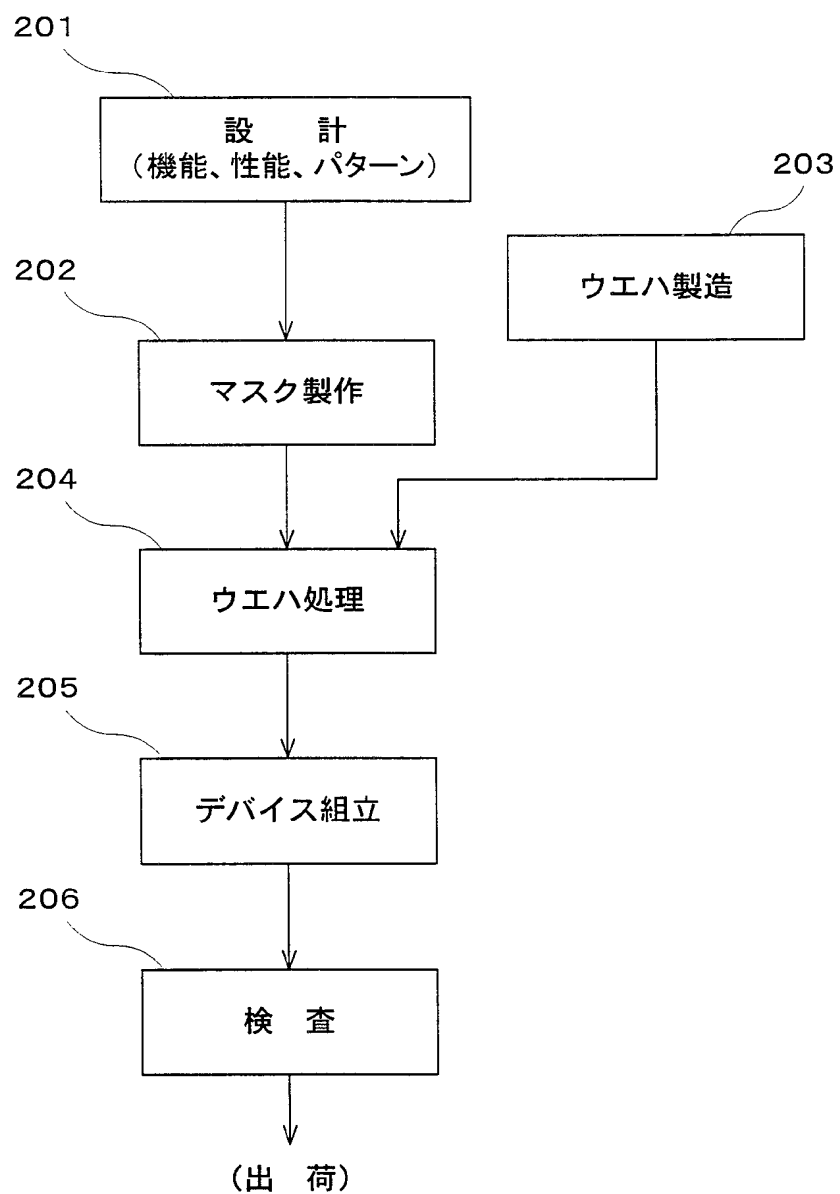 201
設　計
（機能、性能、パターン）
203
ウエハ製造
202
マスク製作
204
ウエハ処理
205
デバイス組立
206
検　査
（出　荷）